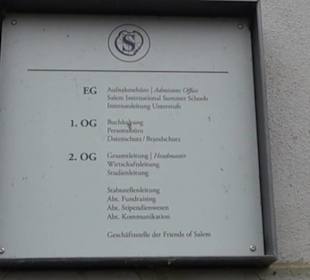 S
EG Aufnahmebüro | Admissions Office
Salem International Summer Schools
Internatsleitung Unterstufe
1. OG Buchhaltung
Personalbüro
Datenschutz/Brandschutz
2. OG Gesamtleitung | Headmaster
Wirtschaftsleitung
Studienleitung
Stabsstellenleitung
Abt. Fundraising
Abt. Stipendienwesen
Abt. Kommunikation
Geschäftsstelle der Friends of Salem